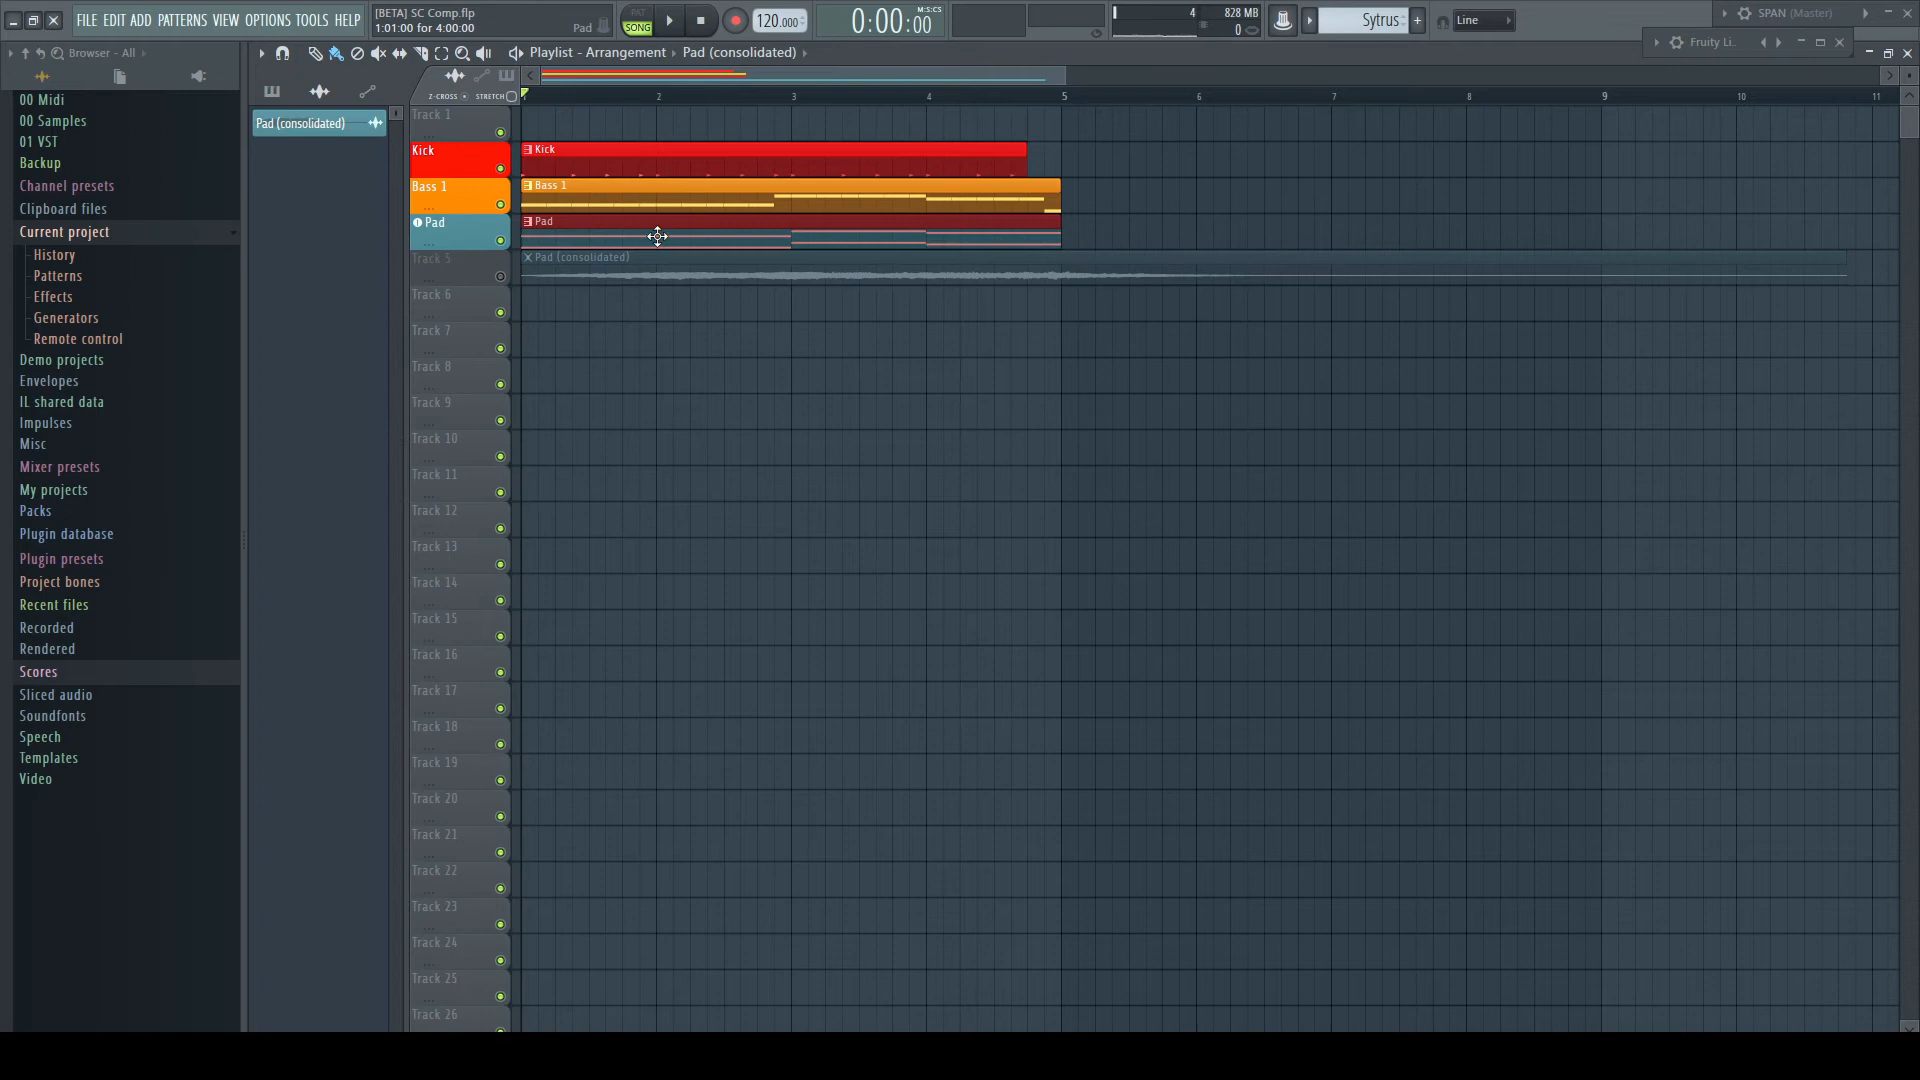 FILE EDIT ADD PATTERNS VIEW OPTIONS TOOLS HELP
[BETA] SC Comp.flp
1:01:00 for 4:00:00 Pad
PAT
SONG
120.000
0:00:00
M:S:CS
4 828 MB
0
Sytrus
Line
SPAN (Master)
Fruity Li..
Browser - All
Playlist - Arrangement Pad (consolidated)
Z-CROSS STRETCH
1 2 3 4 5 6 7 8 9 10 11
00 Midi
00 Samples
01 VST
Backup
Channel presets
Clipboard files
Current project
History
Patterns
Effects
Generators
Remote control
Demo projects
Envelopes
IL shared data
Impulses
Misc
Mixer presets
My projects
Packs
Plugin database
Plugin presets
Project bones
Recent files
Recorded
Rendered
Scores
Sliced audio
Soundfonts
Speech
Templates
Video
Pad (consolidated)
Track 1
Kick
Kick
Bass 1
Bass 1
Pad
Pad
Track 5
Pad (consolidated)
Track 6
Track 7
Track 8
Track 9
Track 10
Track 11
Track 12
Track 13
Track 14
Track 15
Track 16
Track 17
Track 18
Track 19
Track 20
Track 21
Track 22
Track 23
Track 24
Track 25
Track 26